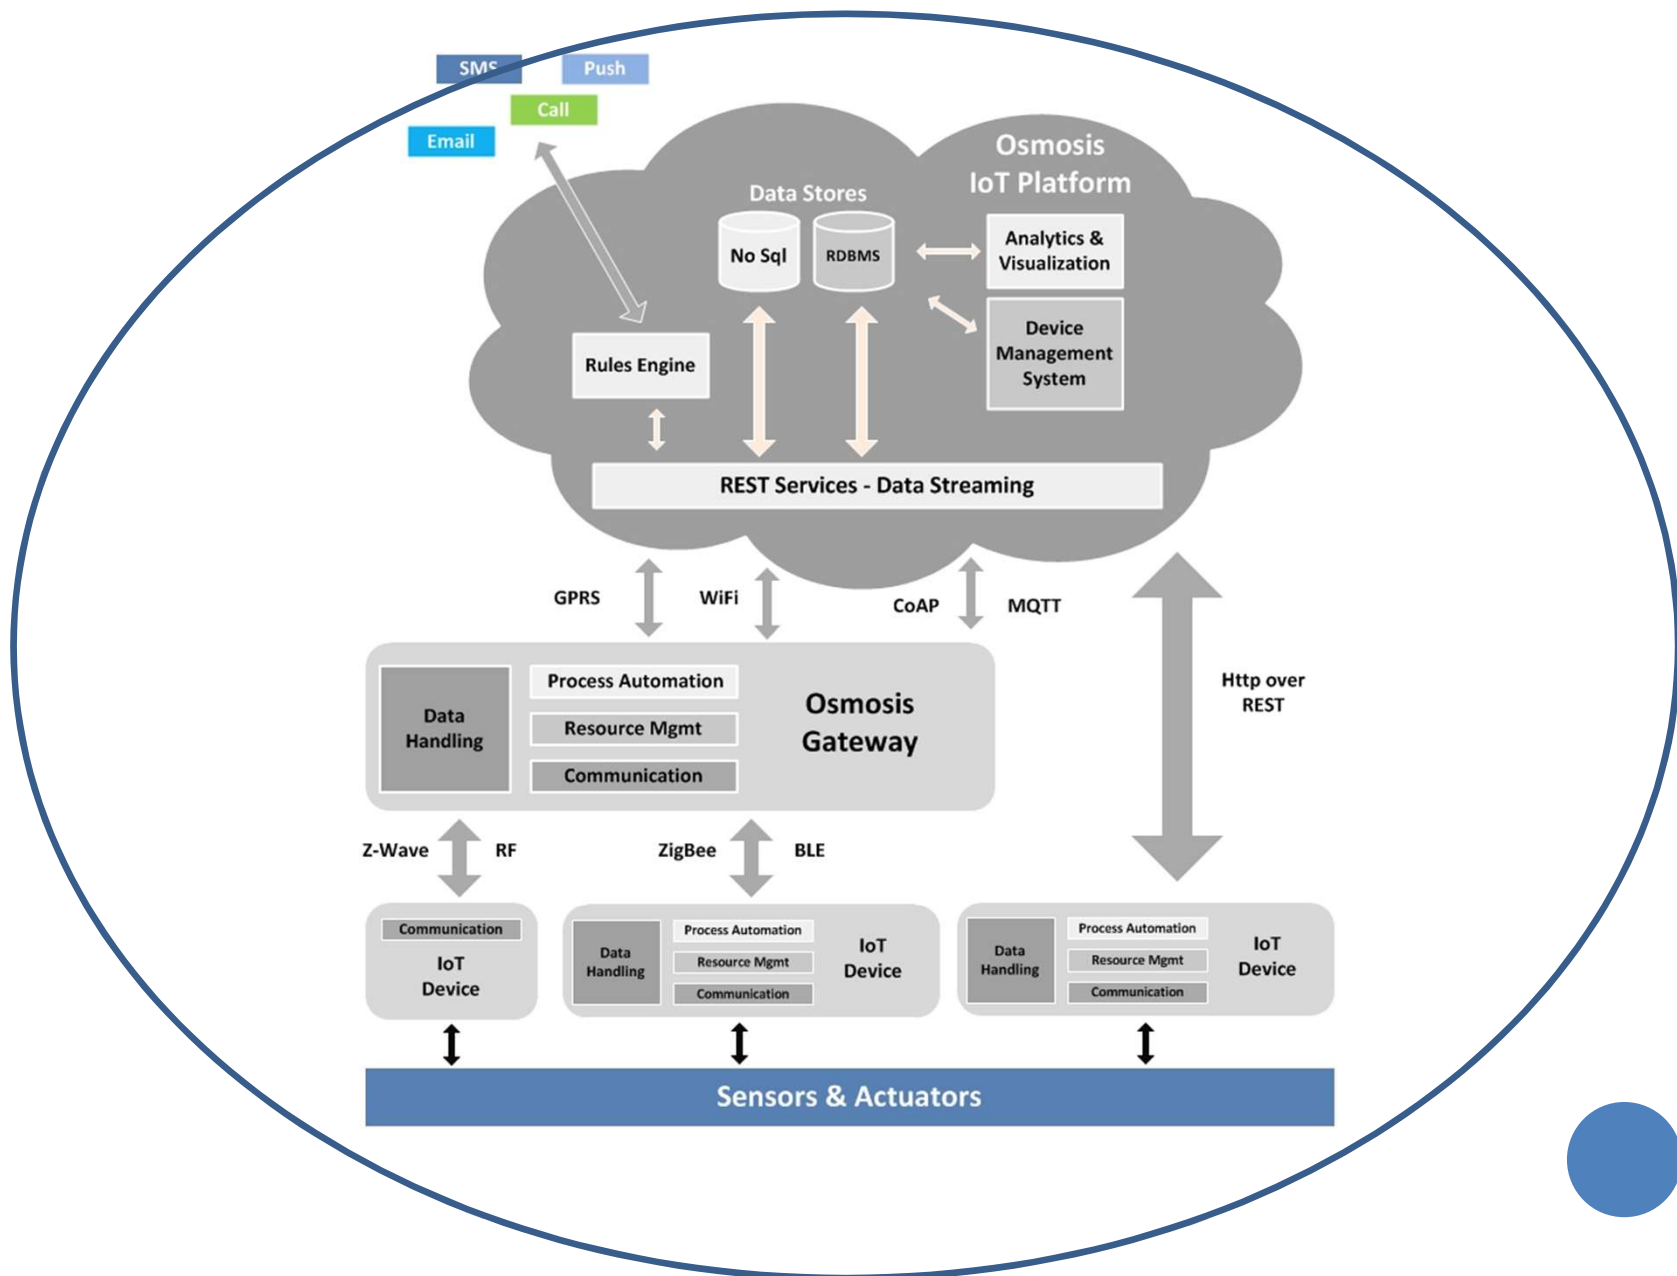 SMS
Push
Call
Email
Osmosis
IoT Platform
Data Stores
No Sql
RDBMS
Analytics &
Visualization
Device
Management
System
Rules Engine
REST Services - Data Streaming
GPRS
WiFi
CoAP
MQTT
Http over
REST
Data
Handling
Process Automation
Resource Mgmt
Communication
Osmosis
Gateway
Z-Wave
RF
ZigBee
BLE
Communication
IoT
Device
Data
Handling
Process Automation
Resource Mgmt
Communication
IoT
Device
Data
Handling
Process Automation
Resource Mgmt
Communication
IoT
Device
Sensors & Actuators